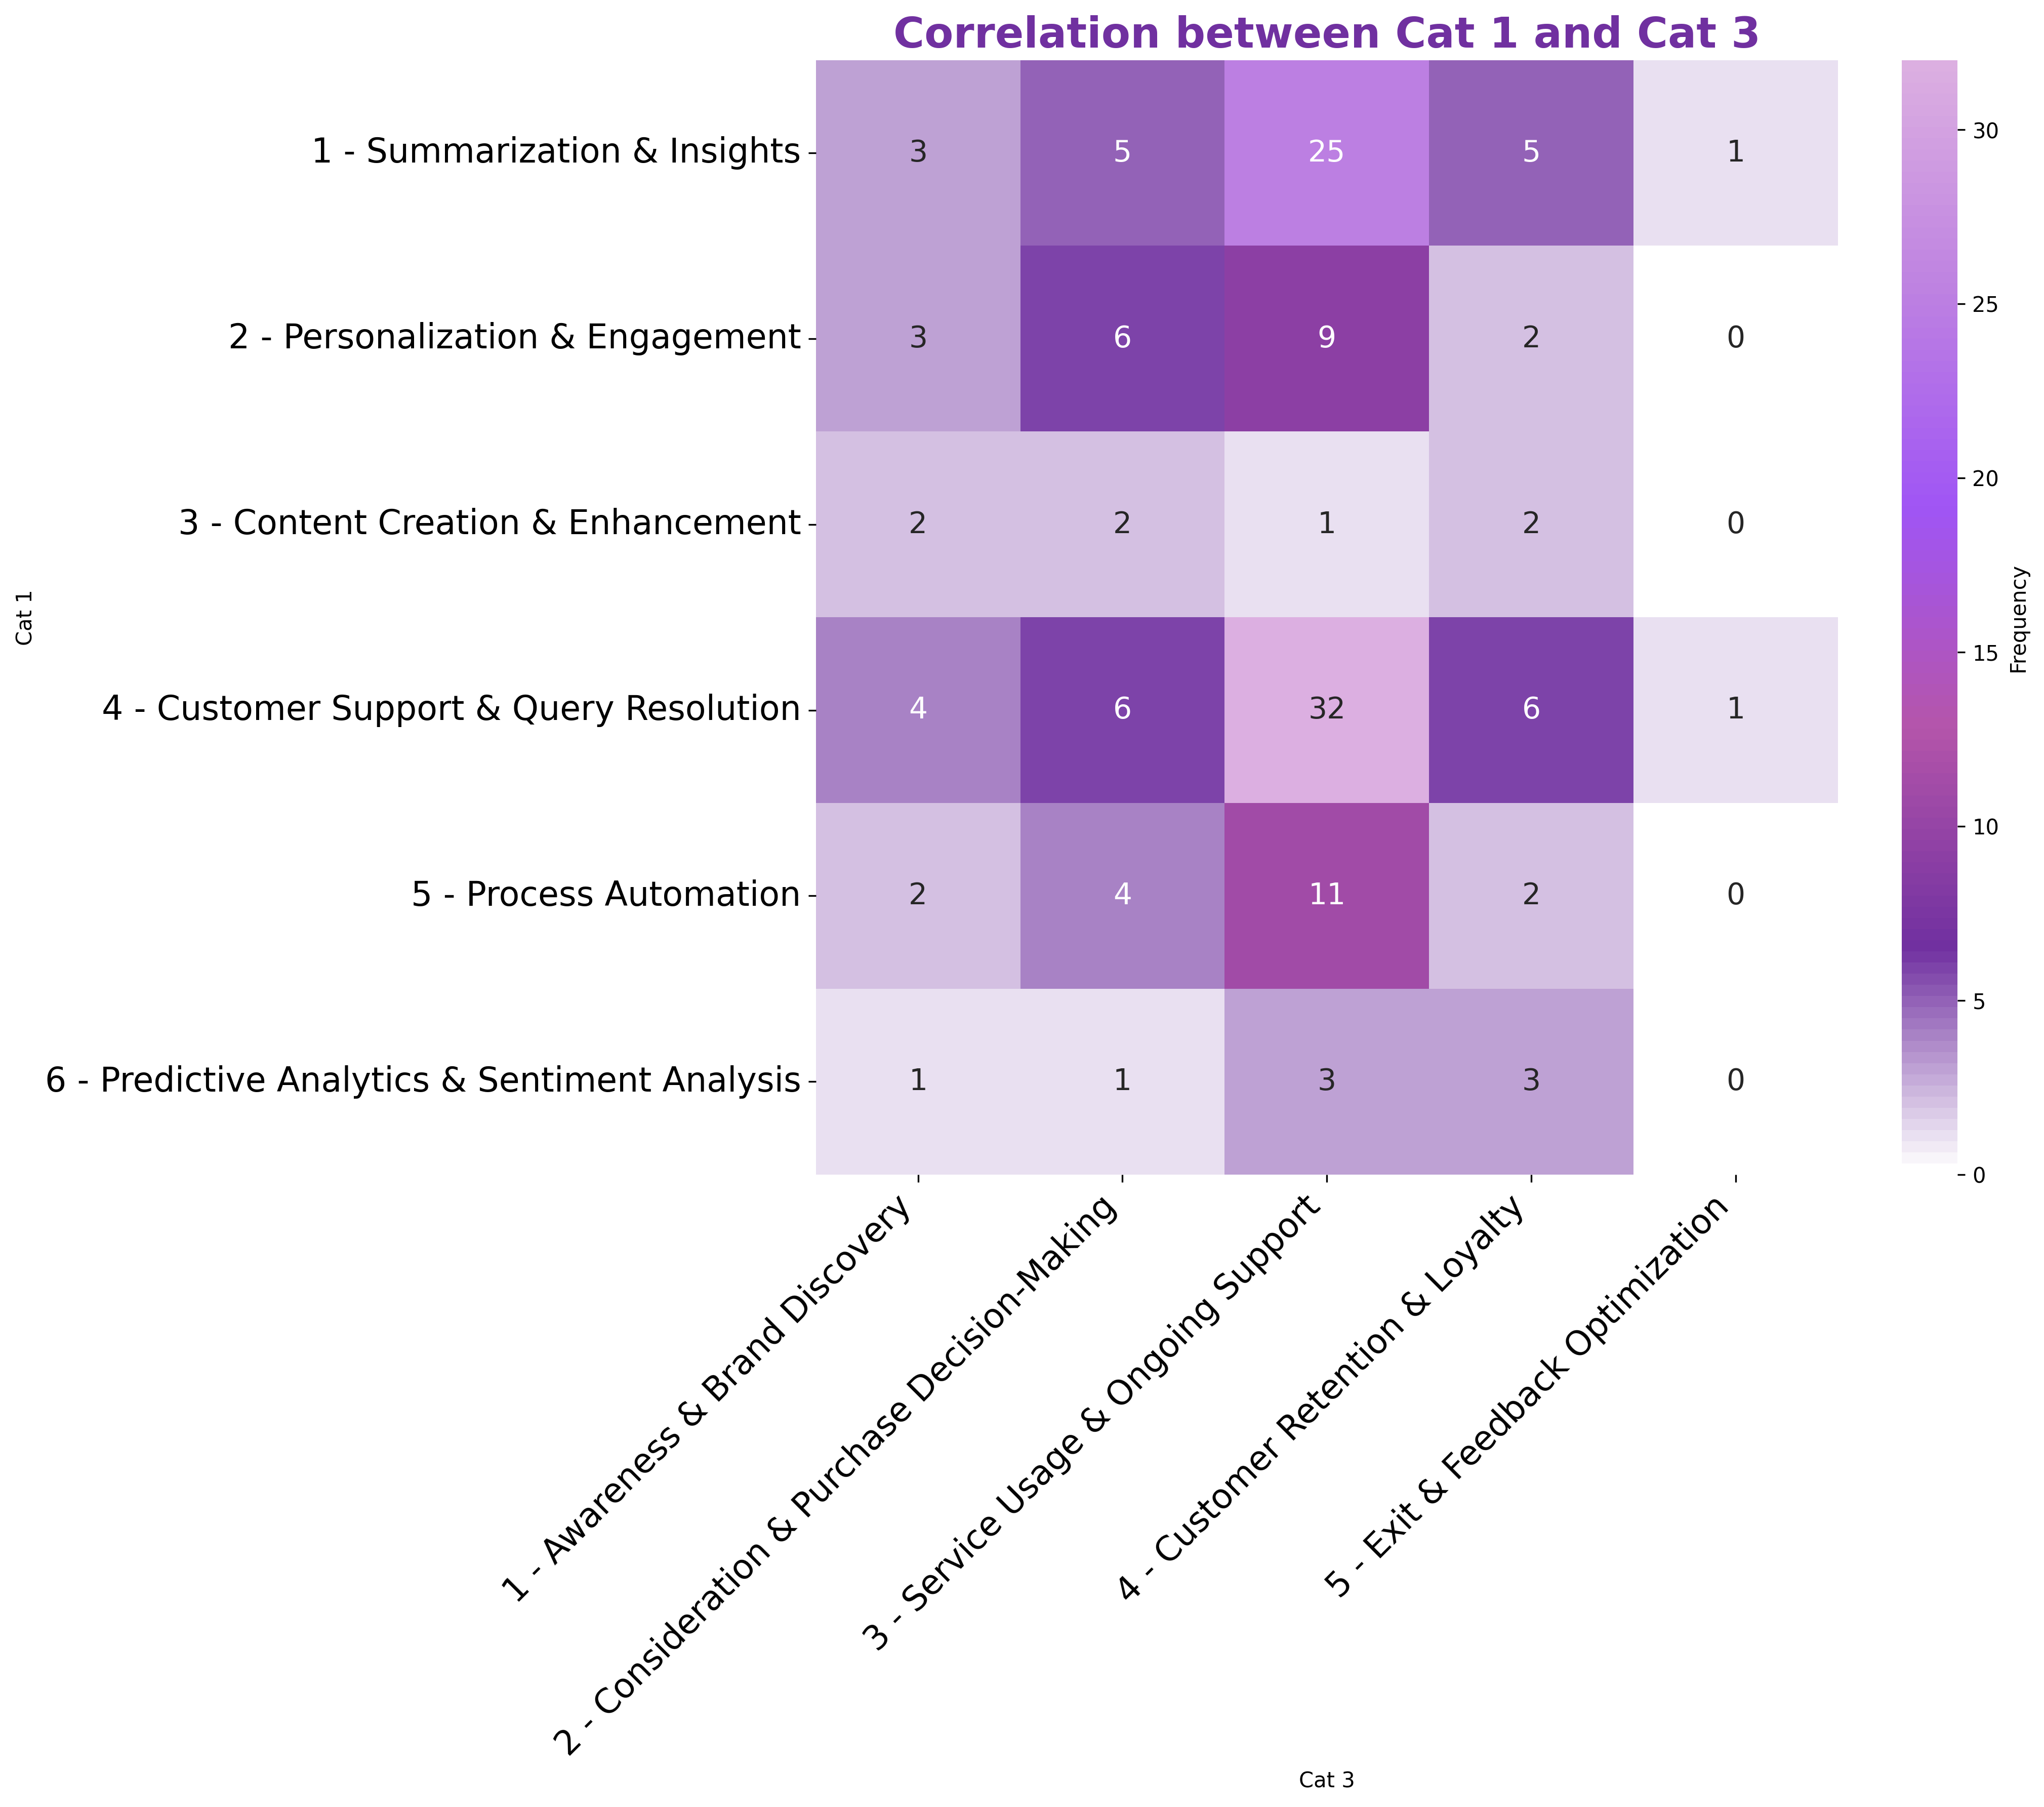 Correlation between Cat 1 and Cat 3
1 - Summarization & Insights 3 5 25 5 1
2 - Personalization & Engagement 3 6 9 2 0
3 - Content Creation & Enhancement 2 2 1 2 0
4 - Customer Support & Query Resolution 4 6 32 6 1
5 - Process Automation 2 4 11 2 0
6 - Predictive Analytics & Sentiment Analysis 1 1 3 3 0
Cat 1
1 - Awareness & Brand Discovery
2 - Consideration & Purchase Decision-Making
3 - Service Usage & Ongoing Support
4 - Customer Retention & Loyalty
5 - Exit & Feedback Optimization
Cat 3
30
25
20
15
10
5
0
Frequency